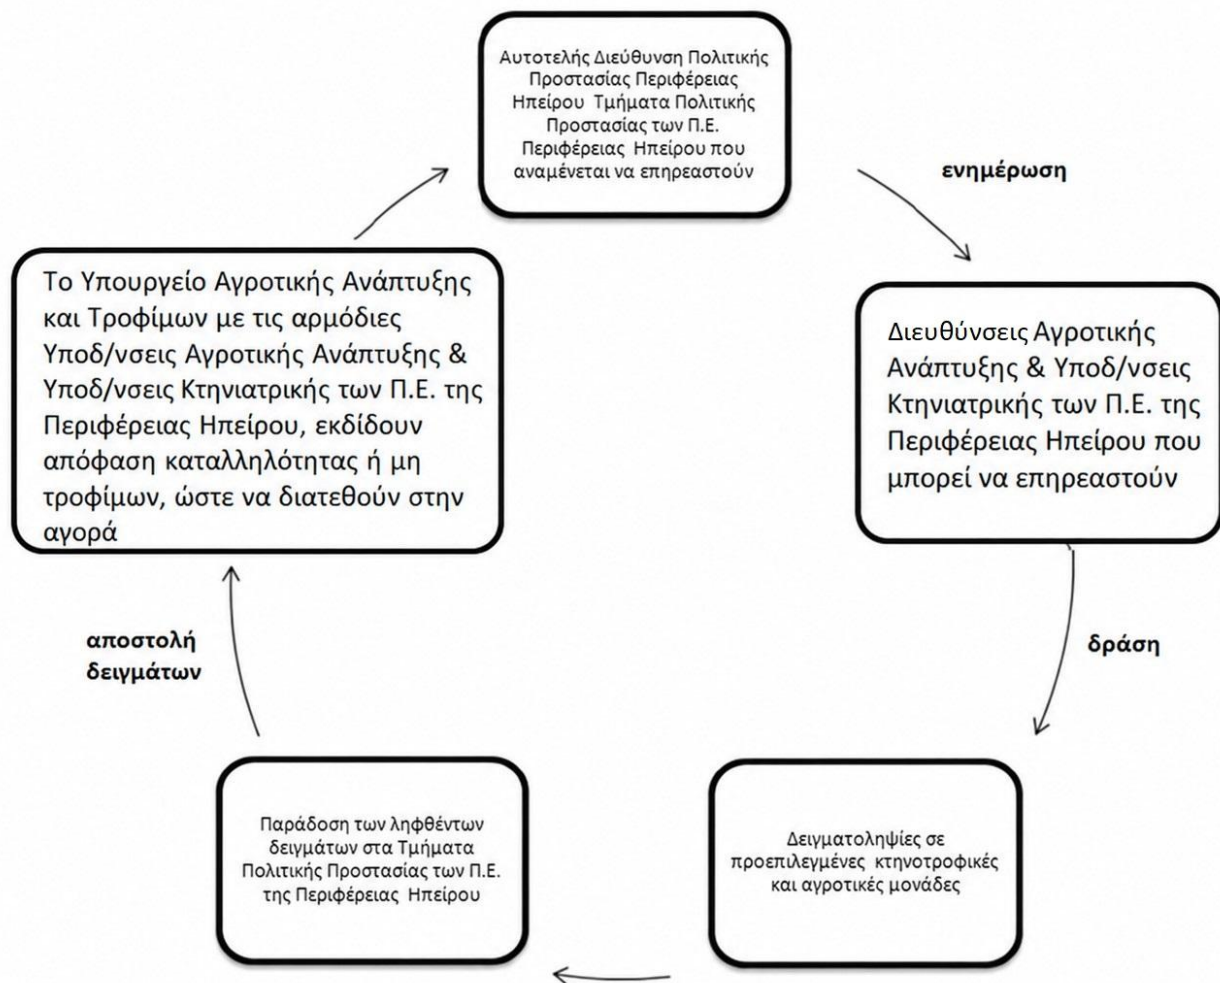 Αυτοτελής Διεύθυνση Πολιτικής
Προστασίας Περιφέρειας
Ηπείρου Τμήματα Πολιτικής
Προστασίας των Π.Ε.
Περιφέρειας Ηπείρου που
αναμένεται να επηρεαστούν
ενημέρωση
Διευθύνσεις Αγροτικής
Ανάπτυξης & Υποδ/νσεις
Κτηνιατρικής των Π.Ε. της
Περιφέρειας Ηπείρου που
μπορεί να επηρεαστούν
δράση
Δειγματοληψίες σε
προεπιλεγμένες κτηνοτροφικές
και αγροτικές μονάδες
Παράδοση των ληφθέντων
δειγμάτων στα Τμήματα
Πολιτικής Προστασίας των Π.Ε.
της Περιφέρειας Ηπείρου
αποστολή
δειγμάτων
Το Υπουργείο Αγροτικής Ανάπτυξης
και Τροφίμων με τις αρμόδιες
Υποδ/νσεις Αγροτικής Ανάπτυξης &
Υποδ/νσεις Κτηνιατρικής των Π.Ε. της
Περιφέρειας Ηπείρου, εκδίδουν
απόφαση καταλληλότητας ή μη
τροφίμων, ώστε να διατεθούν στην
αγορά